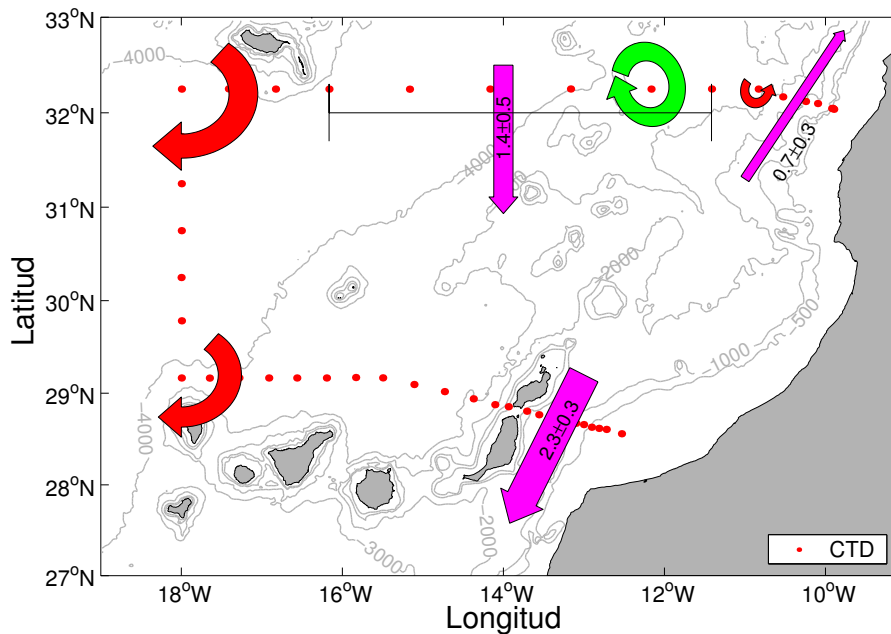 33°N
32°N
31°N
30°N
29°N
28°N
27°N
18°W
16°W
14°W
12°W
10°W
Latitud
Longitud
−4000
1.4±0.5
0.7±0.3
−4000
−2000
−500
−1000
−4000
2.3±0.3
−2000
−3000
CTD